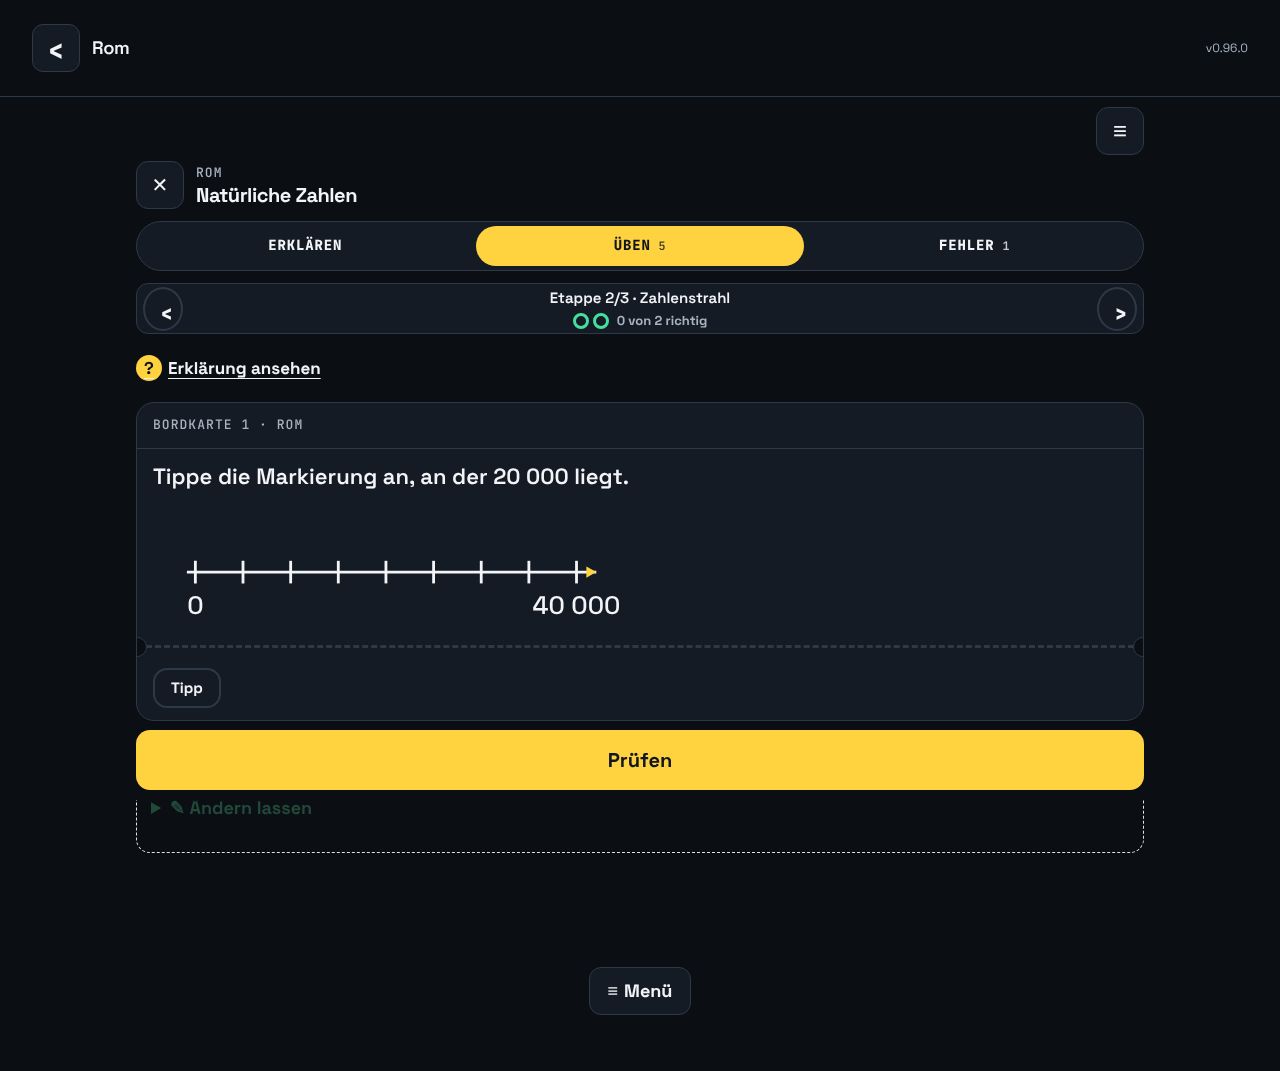 < Rom
v0.96.0
≡
✕
ROM
Natürliche Zahlen
ERKLÄREN
ÜBEN 5
FEHLER 1
<
Etappe 2/3 · Zahlenstrahl
0 von 2 richtig
>
? Erklärung ansehen
BORDKARTE 1 · ROM
Tippe die Markierung an, an der 20 000 liegt.
0
40 000
Tipp
Prüfen
▶ ✎ Andern lassen
≡ Menü